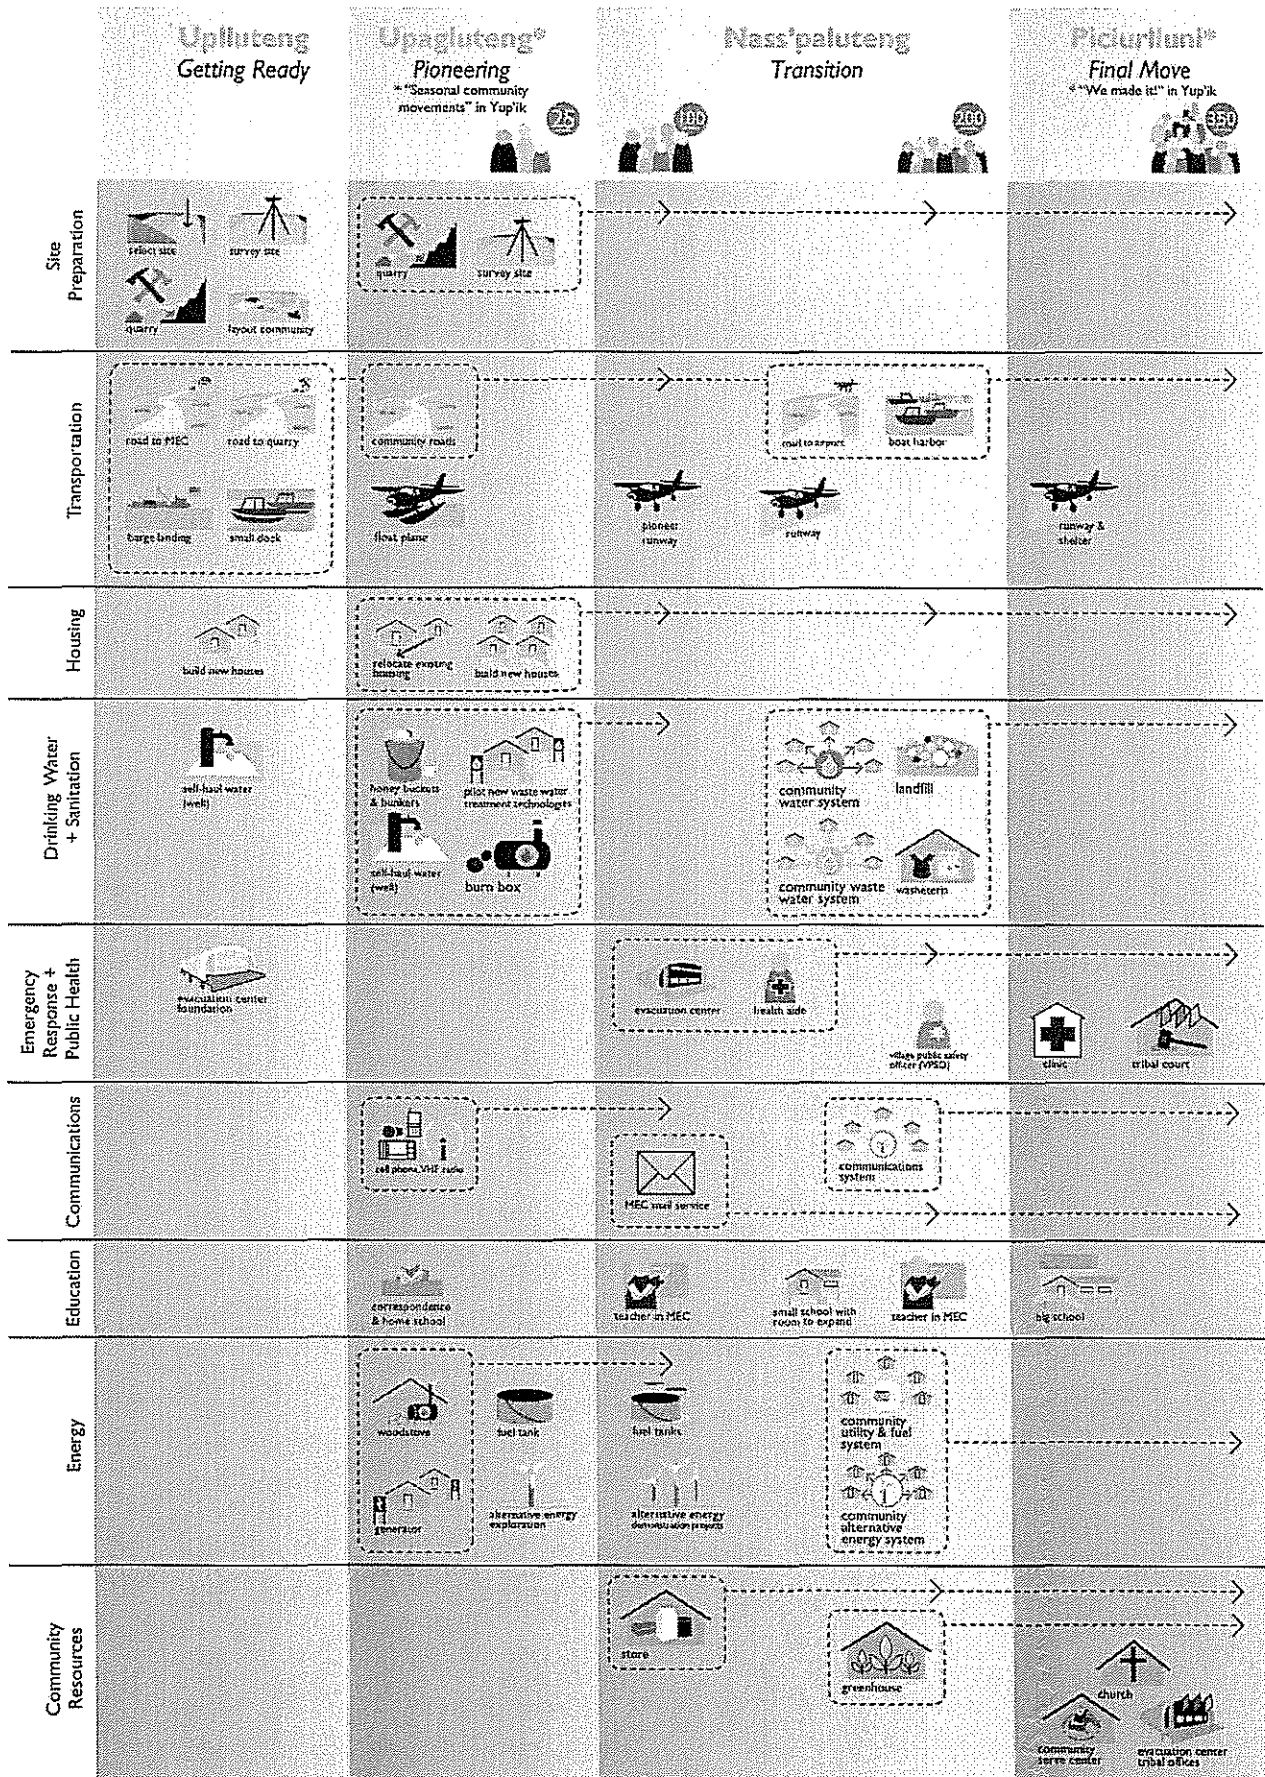 Uplluteng
Getting Ready
Upagluteng*
Pioneering
* "Seasonal community
movements" in Yup'ik
25
Nass'paluteng
Transition
100
200
Piciurlluni*
Final Move
* "We made it!" in Yup'ik
350
Site
Preparation
select site
survey site
quarry
layout community
quarry
survey site
Transportation
road to MEC
road to quarry
barge landing
small dock
community roads
float plane
pioneer
runway
road to airport
boat harbor
runway
runway &
shelter
Housing
build new houses
relocate existing
housing
build new houses
Drinking Water
+ Sanitation
self-haul water
(well)
honey buckets
& bunkers
pilot new waste water
treatment technologies
self-haul water
(well)
burn box
community
water system
landfill
community waste
water system
washeteria
Emergency
Response +
Public Health
evacuation center
foundation
evacuation center
health aide
village public safety
officer (VPSO)
clinic
tribal court
Communications
cell phone, VHF, radio
MEC mail service
communications
system
Education
correspondence
& home school
teacher in MEC
small school with
room to expand
teacher in MEC
big school
Energy
woodstove
fuel tank
generator
alternative energy
exploration
fuel tanks
alternative energy
demonstration projects
community
utility & fuel
system
community
alternative
energy system
Community
Resources
store
greenhouse
church
community
serve center
evacuation center
tribal offices